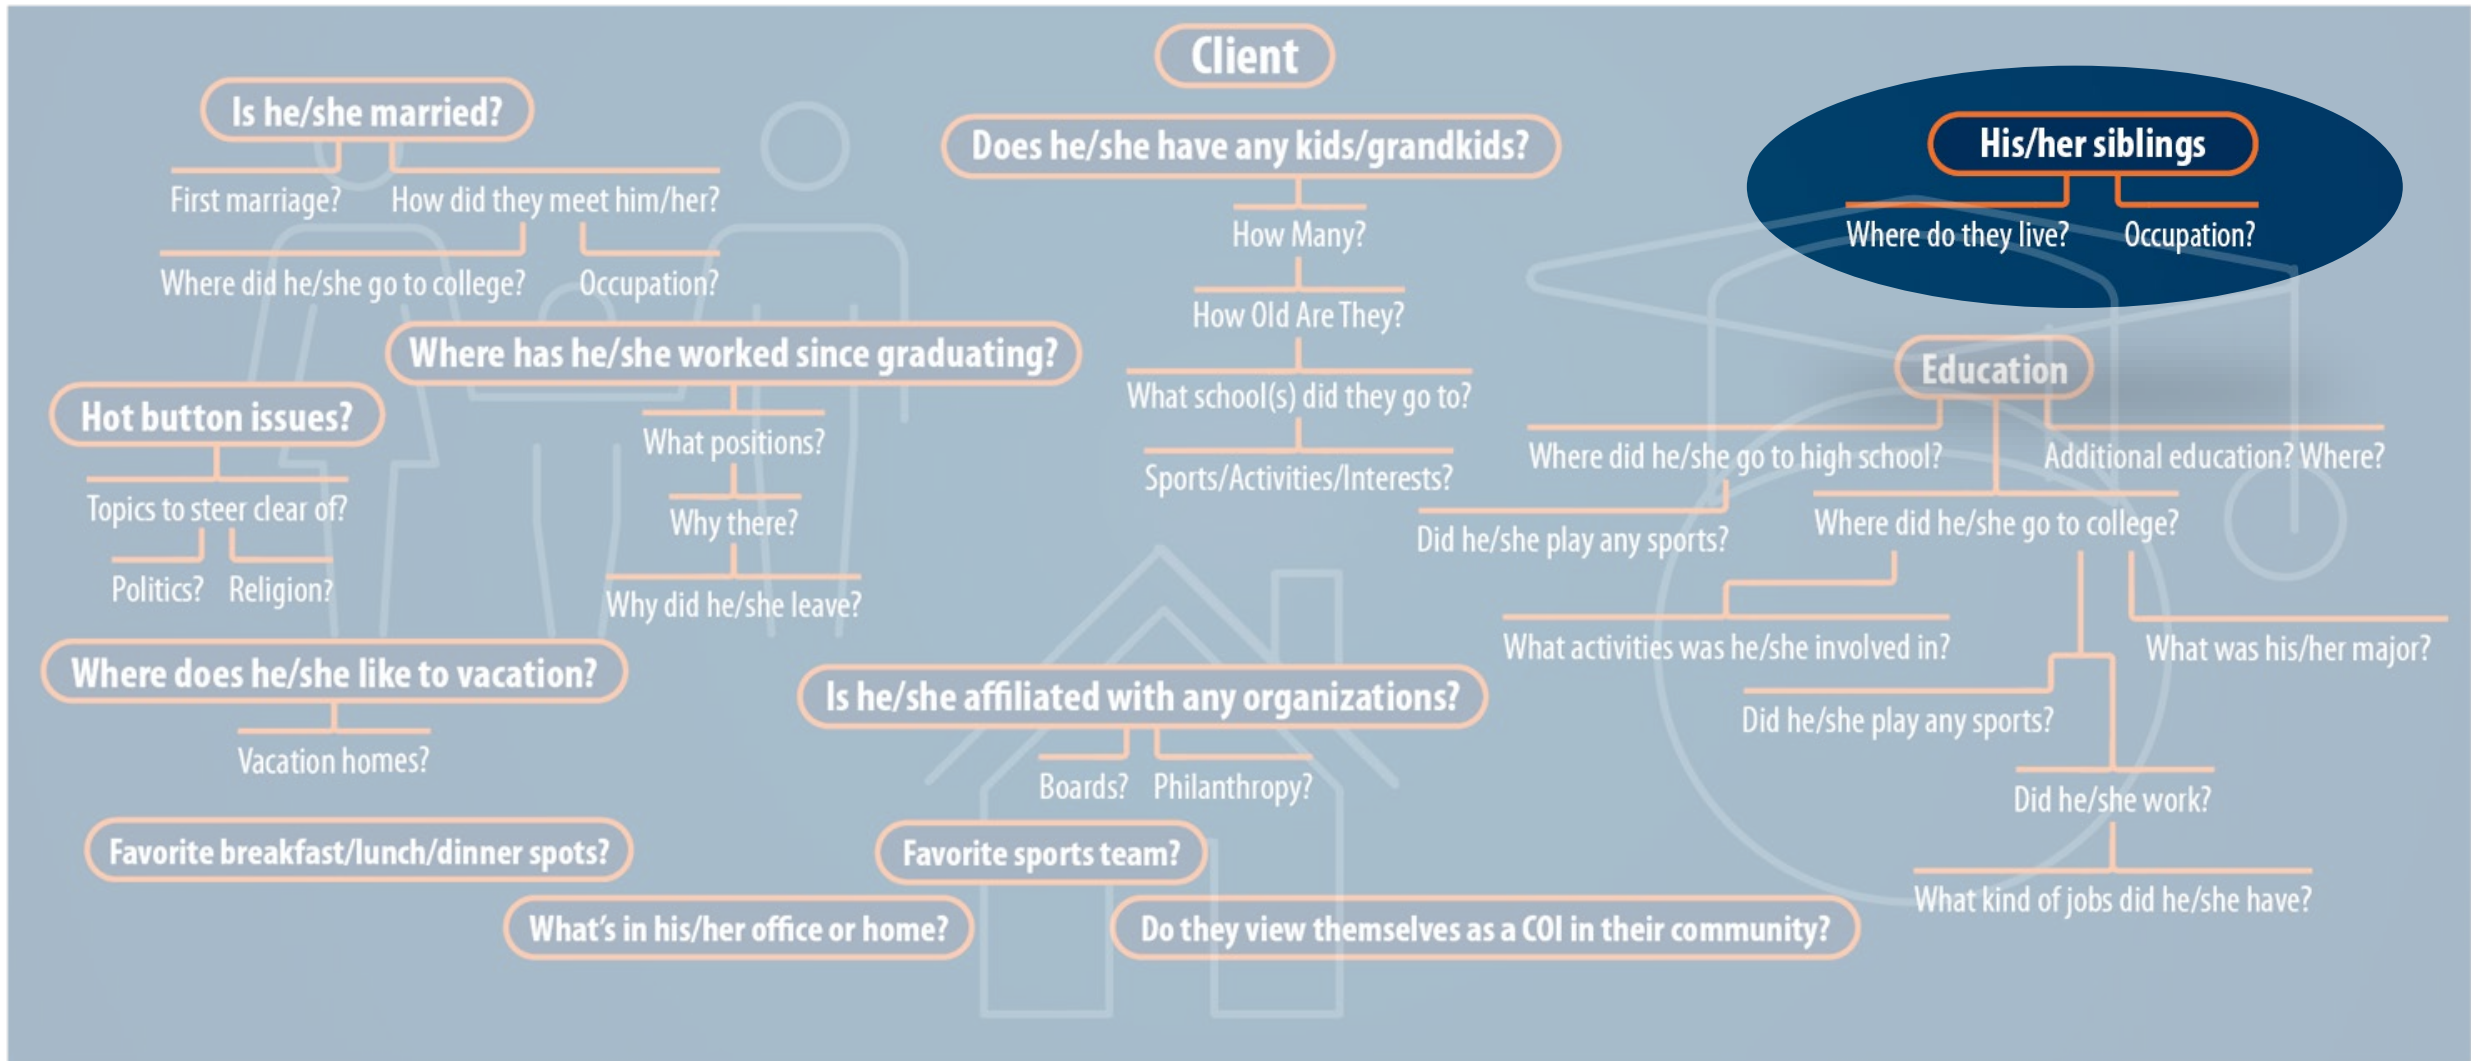 Client
Is he/she married?
First marriage?
How did they meet him/her?
Where did he/she go to college?
Occupation?
Does he/she have any kids/grandkids?
How Many?
How Old Are They?
What school(s) did they go to?
Sports/Activities/Interests?
His/her siblings
Where do they live?
Occupation?
Where has he/she worked since graduating?
What positions?
Why there?
Why did he/she leave?
Hot button issues?
Topics to steer clear of?
Politics?
Religion?
Education
Where did he/she go to high school?
Additional education? Where?
Did he/she play any sports?
Where did he/she go to college?
What activities was he/she involved in?
What was his/her major?
Did he/she play any sports?
Did he/she work?
What kind of jobs did he/she have?
Where does he/she like to vacation?
Vacation homes?
Is he/she affiliated with any organizations?
Boards?
Philanthropy?
Favorite breakfast/lunch/dinner spots?
Favorite sports team?
What's in his/her office or home?
Do they view themselves as a COI in their community?